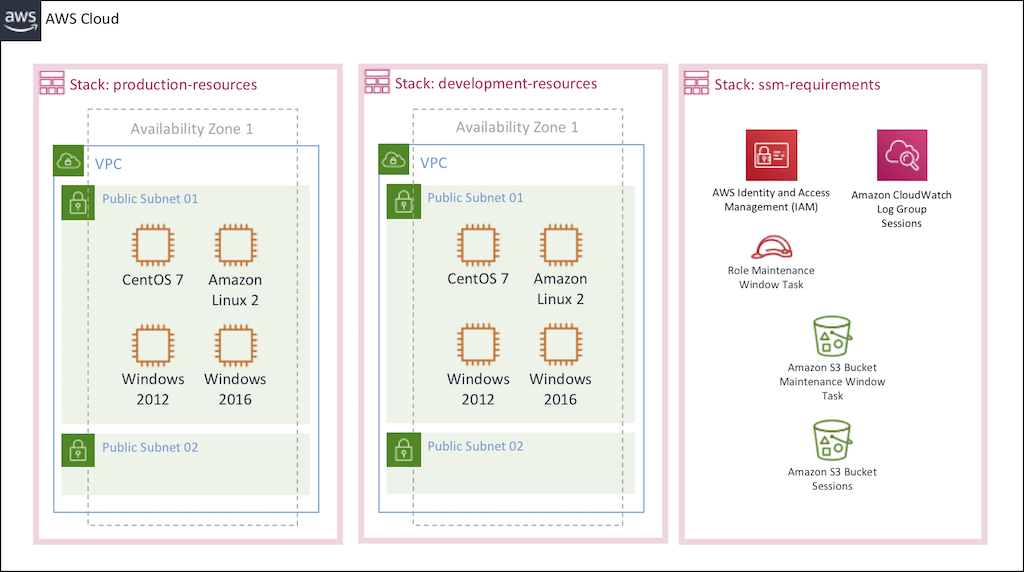 aws
AWS Cloud
Stack: production-resources
Availability Zone 1
VPC
Public Subnet 01
CentOS 7
Amazon
Linux 2
Windows
2012
Windows
2016
Public Subnet 02
Stack: development-resources
Availability Zone 1
VPC
Public Subnet 01
CentOS 7
Amazon
Linux 2
Windows
2012
Windows
2016
Public Subnet 02
Stack: ssm-requirements
AWS Identity and Access
Management (IAM)
Amazon CloudWatch
Log Group
Sessions
Role Maintenance
Window Task
Amazon S3 Bucket
Maintenance Window
Task
Amazon S3 Bucket
Sessions